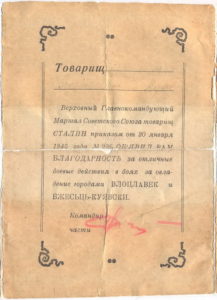 Товарищ
Верховный Главнокомандующий
Маршал Советского Союза товарищ
СТАЛИН приказом от 20 января
1945 года № ОБЪЯВИЛ ВАМ
БЛАГОДАРНОСТЬ за отличные
боевые действия в боях за овла-
дение городами ВЛОЦЛАВЕК и
БЖЕСЬЦЬ-КУЯВСКИ.
Командир
части